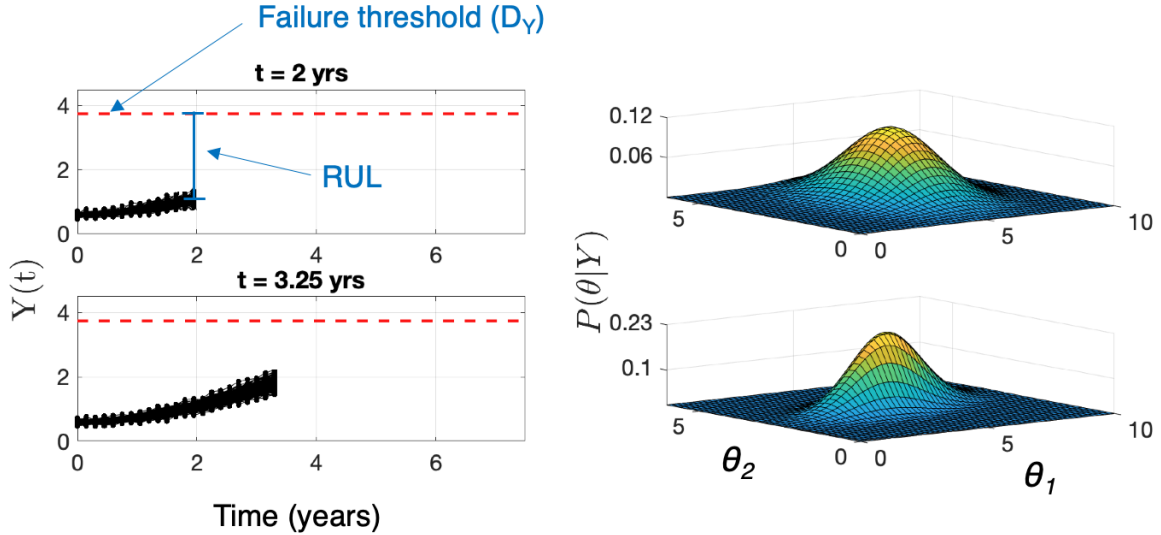 Failure threshold (D_Y)
t = 2 yrs
4
2
0
0 2 4 6
RUL
t = 3.25 yrs
4
2
0
0 2 4 6
Y(t)
Time (years)
0.12
0.06
5
0
0
5
10
P(θ|Y)
0.23
0.1
5
0
0
5
10
θ_2
θ_1